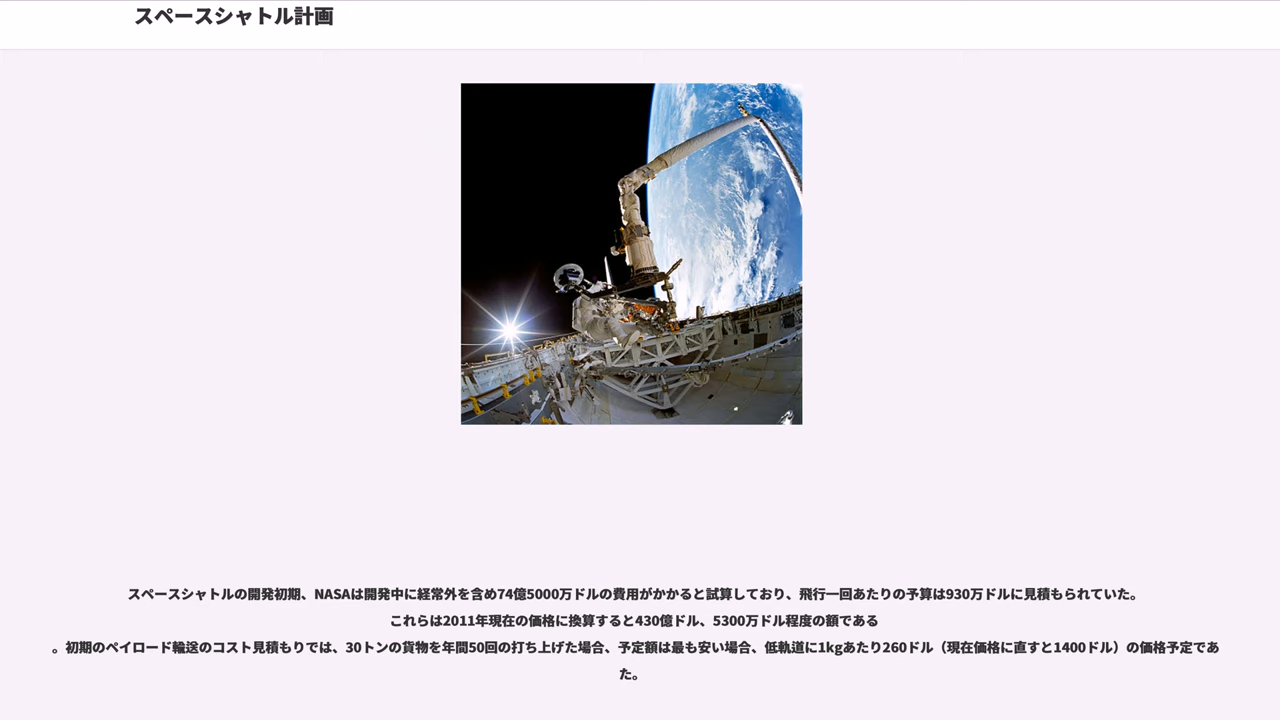 スペースシャトル計画
スペースシャトルの開発初期、NASAは開発中に経常外を含め74億5000万ドルの費用がかかると試算しており、飛行一回あたりの予算は930万ドルに見積もられていた。
これらは2011年現在の価格に換算すると430億ドル、5300万ドル程度の額である
。初期のペイロード輸送のコスト見積もりでは、30トンの貨物を年間50回の打ち上げた場合、予定額は最も安い場合、低軌道に1kgあたり260ドル（現在価格に直すと1400ドル）の価格予定であ
た。